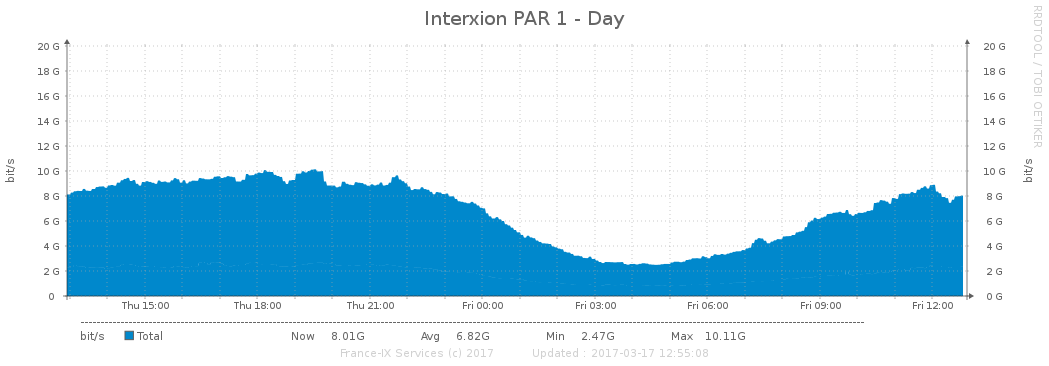 Interxion PAR 1 - Day
RRDTOOL / TOBI OETIKER
bit/s
20 G 20 G
18 G 18 G
16 G 16 G
14 G 14 G
12 G 12 G
10 G 10 G
8 G 8 G
6 G 6 G
4 G 4 G
2 G 2 G
0 0 G
bit/s
Thu 15:00 Thu 18:00 Thu 21:00 Fri 00:00 Fri 03:00 Fri 06:00 Fri 09:00 Fri 12:00
bit/s Total Now 8.01G Avg 6.82G Min 2.47G Max 10.11G
France-IX Services (c) 2017 Updated : 2017-03-17 12:55:08